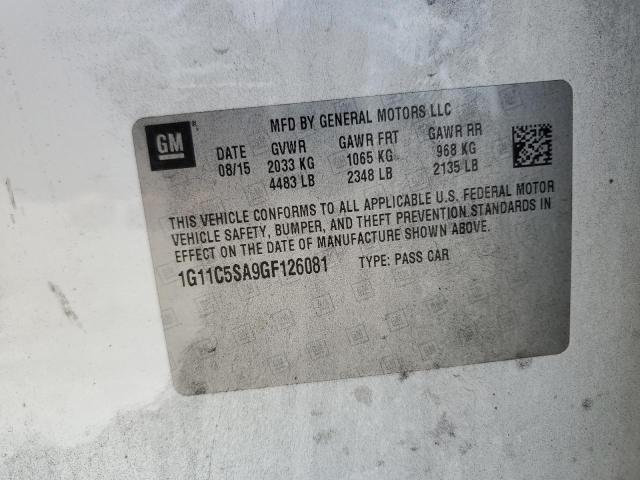 GM
MFD BY GENERAL MOTORS LLC
DATE GVWR GAWR FRT GAWR RR
08/15 2033 KG 1065 KG 968 KG
4483 LB 2348 LB 2135 LB
THIS VEHICLE CONFORMS TO ALL APPLICABLE U.S. FEDERAL MOTOR
VEHICLE SAFETY, BUMPER, AND THEFT PREVENTION STANDARDS IN
EFFECT ON THE DATE OF MANUFACTURE SHOWN ABOVE.
1G11C5SA9GF126081 TYPE: PASS CAR